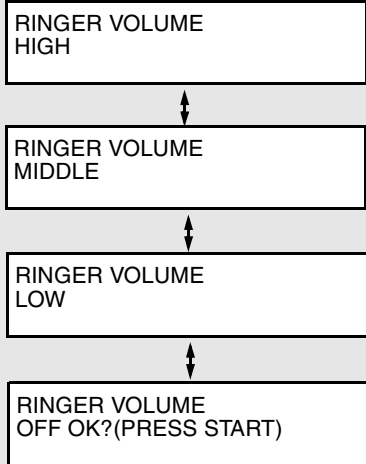 RINGER VOLUME
HIGH
RINGER VOLUME
MIDDLE
RINGER VOLUME
LOW
RINGER VOLUME
OFF OK?(PRESS START)